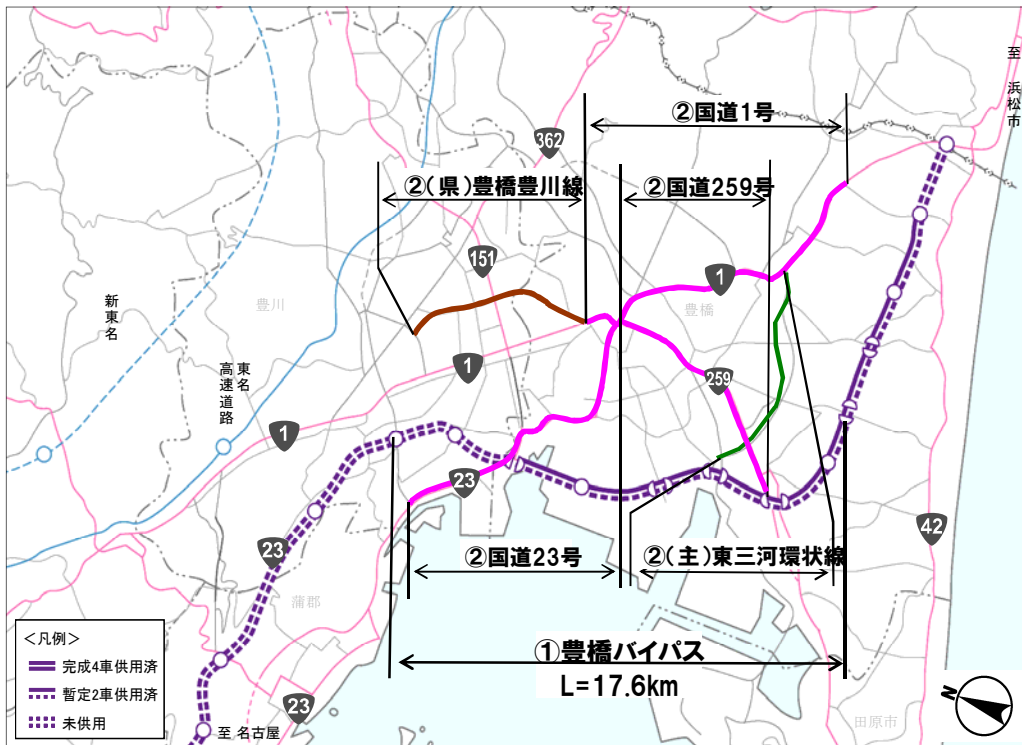 至 浜松市
②国道1号
362
②(県)豊橋豊川線
②国道259号
151
1
豊川
豊橋
新東名
東名高速道路
1
259
1
23
42
23
②国道23号
②(主)東三河環状線
蒲郡
①豊橋バイパス
L=17.6km
<凡例>
完成4車供用済
暫定2車供用済
未供用
23
至 名古屋
田原市
N